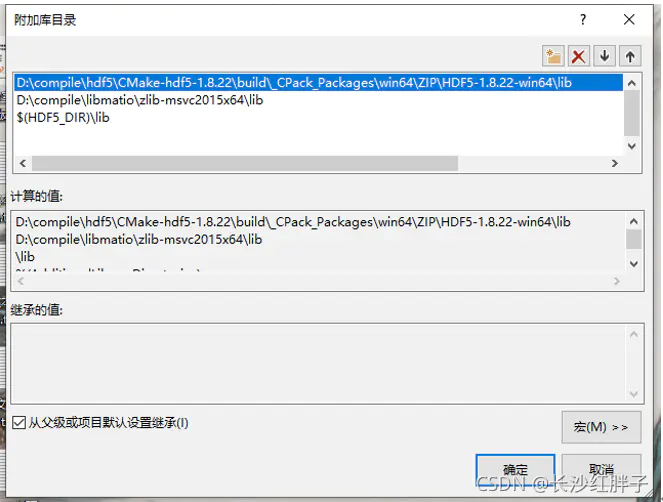 附加库目录
D:\compile\hdf5\CMake-hdf5-1.8.22\build\_CPack_Packages\win64\ZIP\HDF5-1.8.22-win64\lib
D:\compile\libmatio\zlib-msvc2015x64\lib
$(HDF5_DIR)\lib
计算的值:
D:\compile\hdf5\CMake-hdf5-1.8.22\build\_CPack_Packages\win64\ZIP\HDF5-1.8.22-win64\lib
D:\compile\libmatio\zlib-msvc2015x64\lib
\lib
继承的值:
从父级或项目默认设置继承(I)
宏(M) >>
确定
取消
CSDN @长沙红胖子